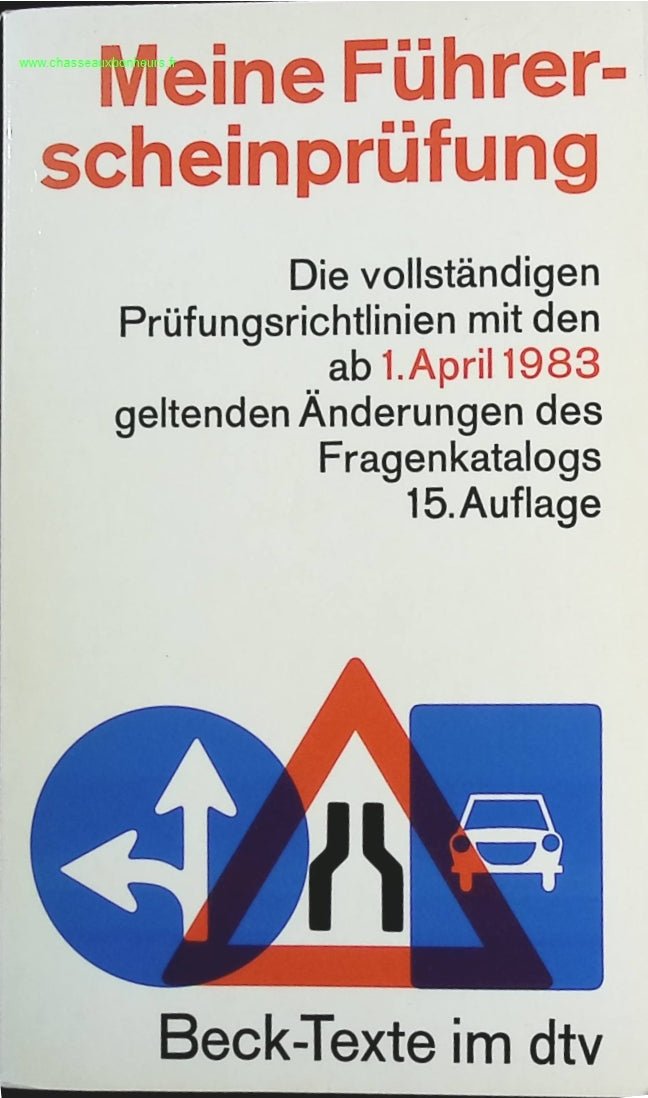 www.chasseauxbonheurs.fr
Meine Führer-
scheinprüfung
Die vollständigen
Prüfungsrichtlinien mit den
ab 1. April 1983
geltenden Änderungen des
Fragenkatalogs
15. Auflage
Beck-Texte im dtv